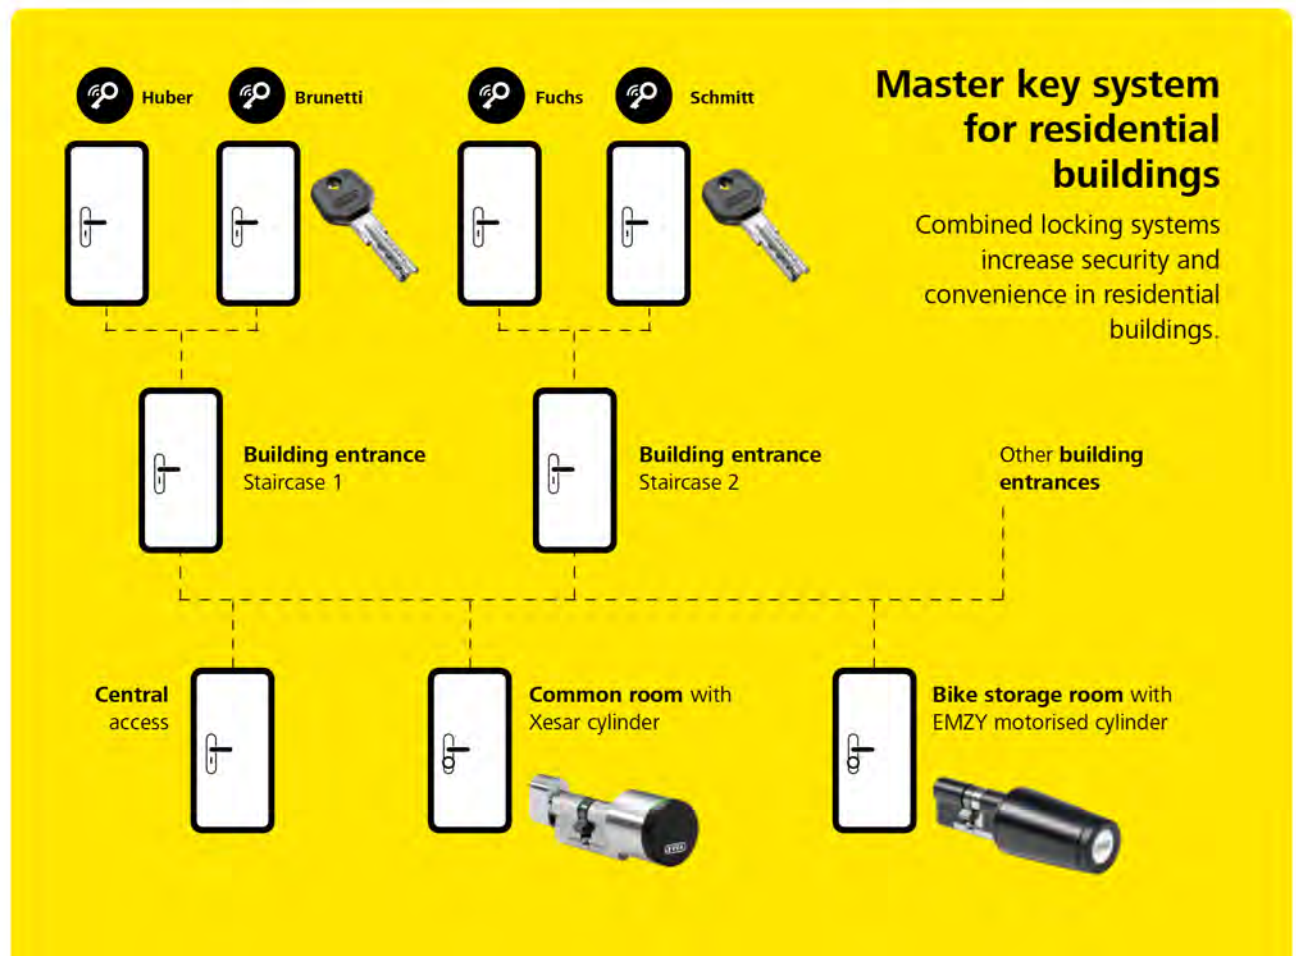 Huber
Brunetti
Fuchs
Schmitt
Master key system
for residential
buildings
Combined locking systems
increase security and
convenience in residential
buildings.
Building entrance
Staircase 1
Building entrance
Staircase 2
Other building
entrances
Central
access
Common room with
Xesar cylinder
Bike storage room with
EMZY motorised cylinder